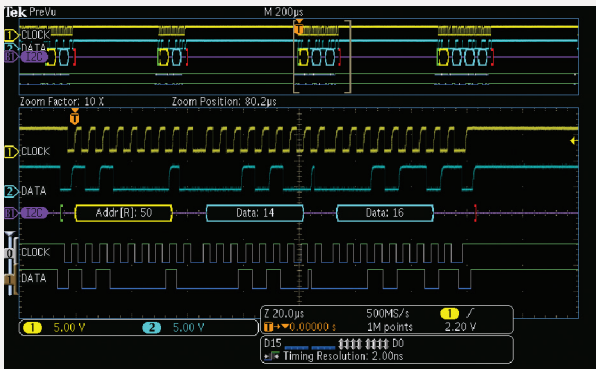 Tek PreVu M 200µs
1 CLOCK
2 DATA
B1 I2C
Zoom Factor: 10 X Zoom Position: 80.2µs
T
1 CLOCK
2 DATA
B1 I2C Addr[R]: 50 Data: 14 Data: 16
CLOCK
DATA
1 5.00 V 2 5.00 V
Z 20.0µs 500MS/s 1
T→▼0.00000 s 1M points 2.20 V
D15 D0
Timing Resolution: 2.00ns